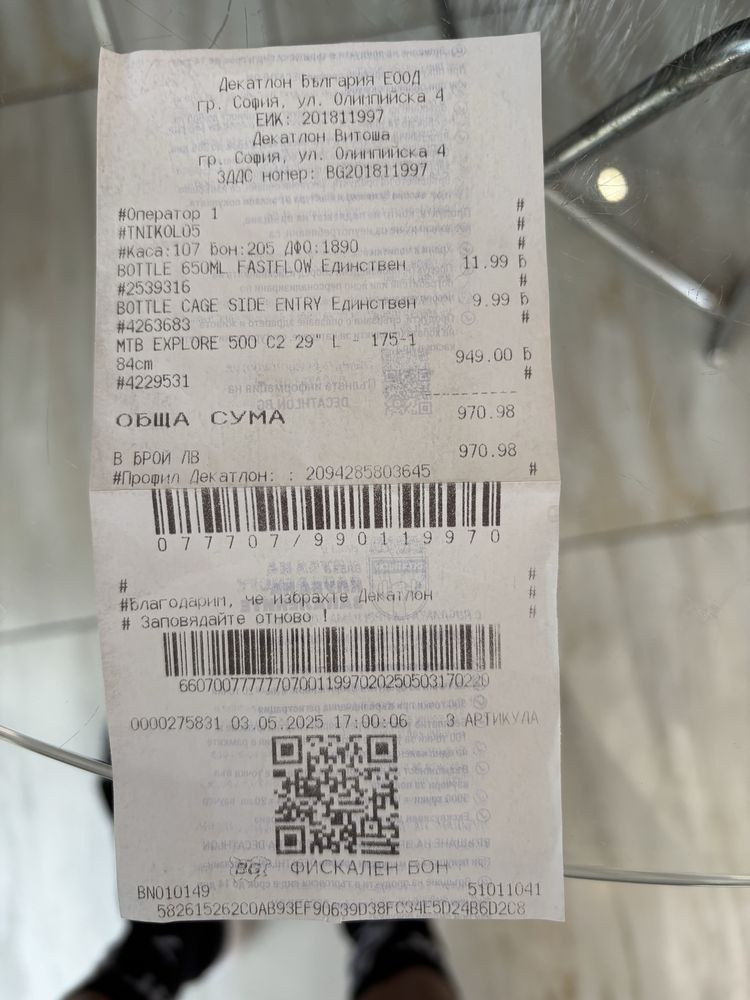 Декатлон България ЕООД
гр. София, ул. Олимпийска 4
ЕИК: 201811997
Декатлон Витоша
гр. София, ул. Олимпийска 4
ЗДДС номер: BG201811997
#Оператор 1 #
#TNIKOLO5 #
#Каса:107 Бон:205 ДФО:1890 #
BOTTLE 650ML FASTFLOW Единствен 11.99 Б
#2539316 #
BOTTLE CAGE SIDE ENTRY Единствен 9.99 Б
#4263683 #
MTB EXPLORE 500 C2 29" L 175-1
84cm 949.00 Б
#4229531 #
ОБЩА СУМА 970.98
В БРОЙ ЛВ 970.98
#Профил Декатлон: : 2094285803645 #
077707/990119970
# #
#Благодарим, че избрахте Декатлон #
# Заповядайте отново ! #
0000275831 03.05.2025 17:00:06 3 АРТИКУЛА
BG ФИСКАЛЕН БОН
BN010149 51011041
582615262C0AB93EF90639D38FC34E5D24B6D2C8